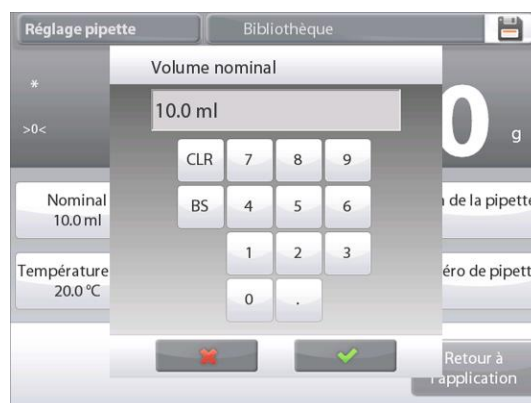 Réglage pipette
Bibliothèque
Volume nominal
10.0 ml
*
>0<
0 g
CLR 7 8 9
BS 4 5 6
1 2 3
0 .
Nominal
10.0 ml
de la pipette
Température
20.0 °C
de pipett
Retour à
l'application